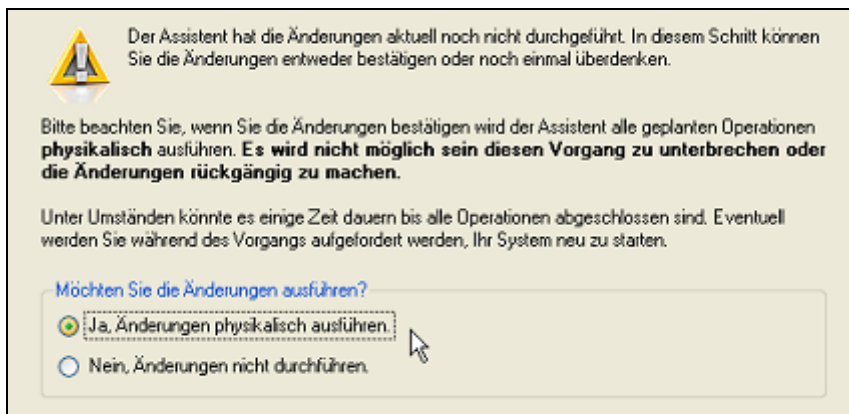 Der Assistent hat die Änderungen aktuell noch nicht durchgeführt. In diesem Schritt können
Sie die Änderungen entweder bestätigen oder noch einmal überdenken.
Bitte beachten Sie, wenn Sie die Änderungen bestätigen wird der Assistent alle geplanten Operationen
physikalisch ausführen. Es wird nicht möglich sein diesen Vorgang zu unterbrechen oder
die Änderungen rückgängig zu machen.
Unter Umständen könnte es einige Zeit dauern bis alle Operationen abgeschlossen sind. Eventuell
werden Sie während des Vorgangs aufgefordert werden, Ihr System neu zu starten.
Möchten Sie die Änderungen ausführen?
Ja, Änderungen physikalisch ausführen.
Nein, Änderungen nicht durchführen.